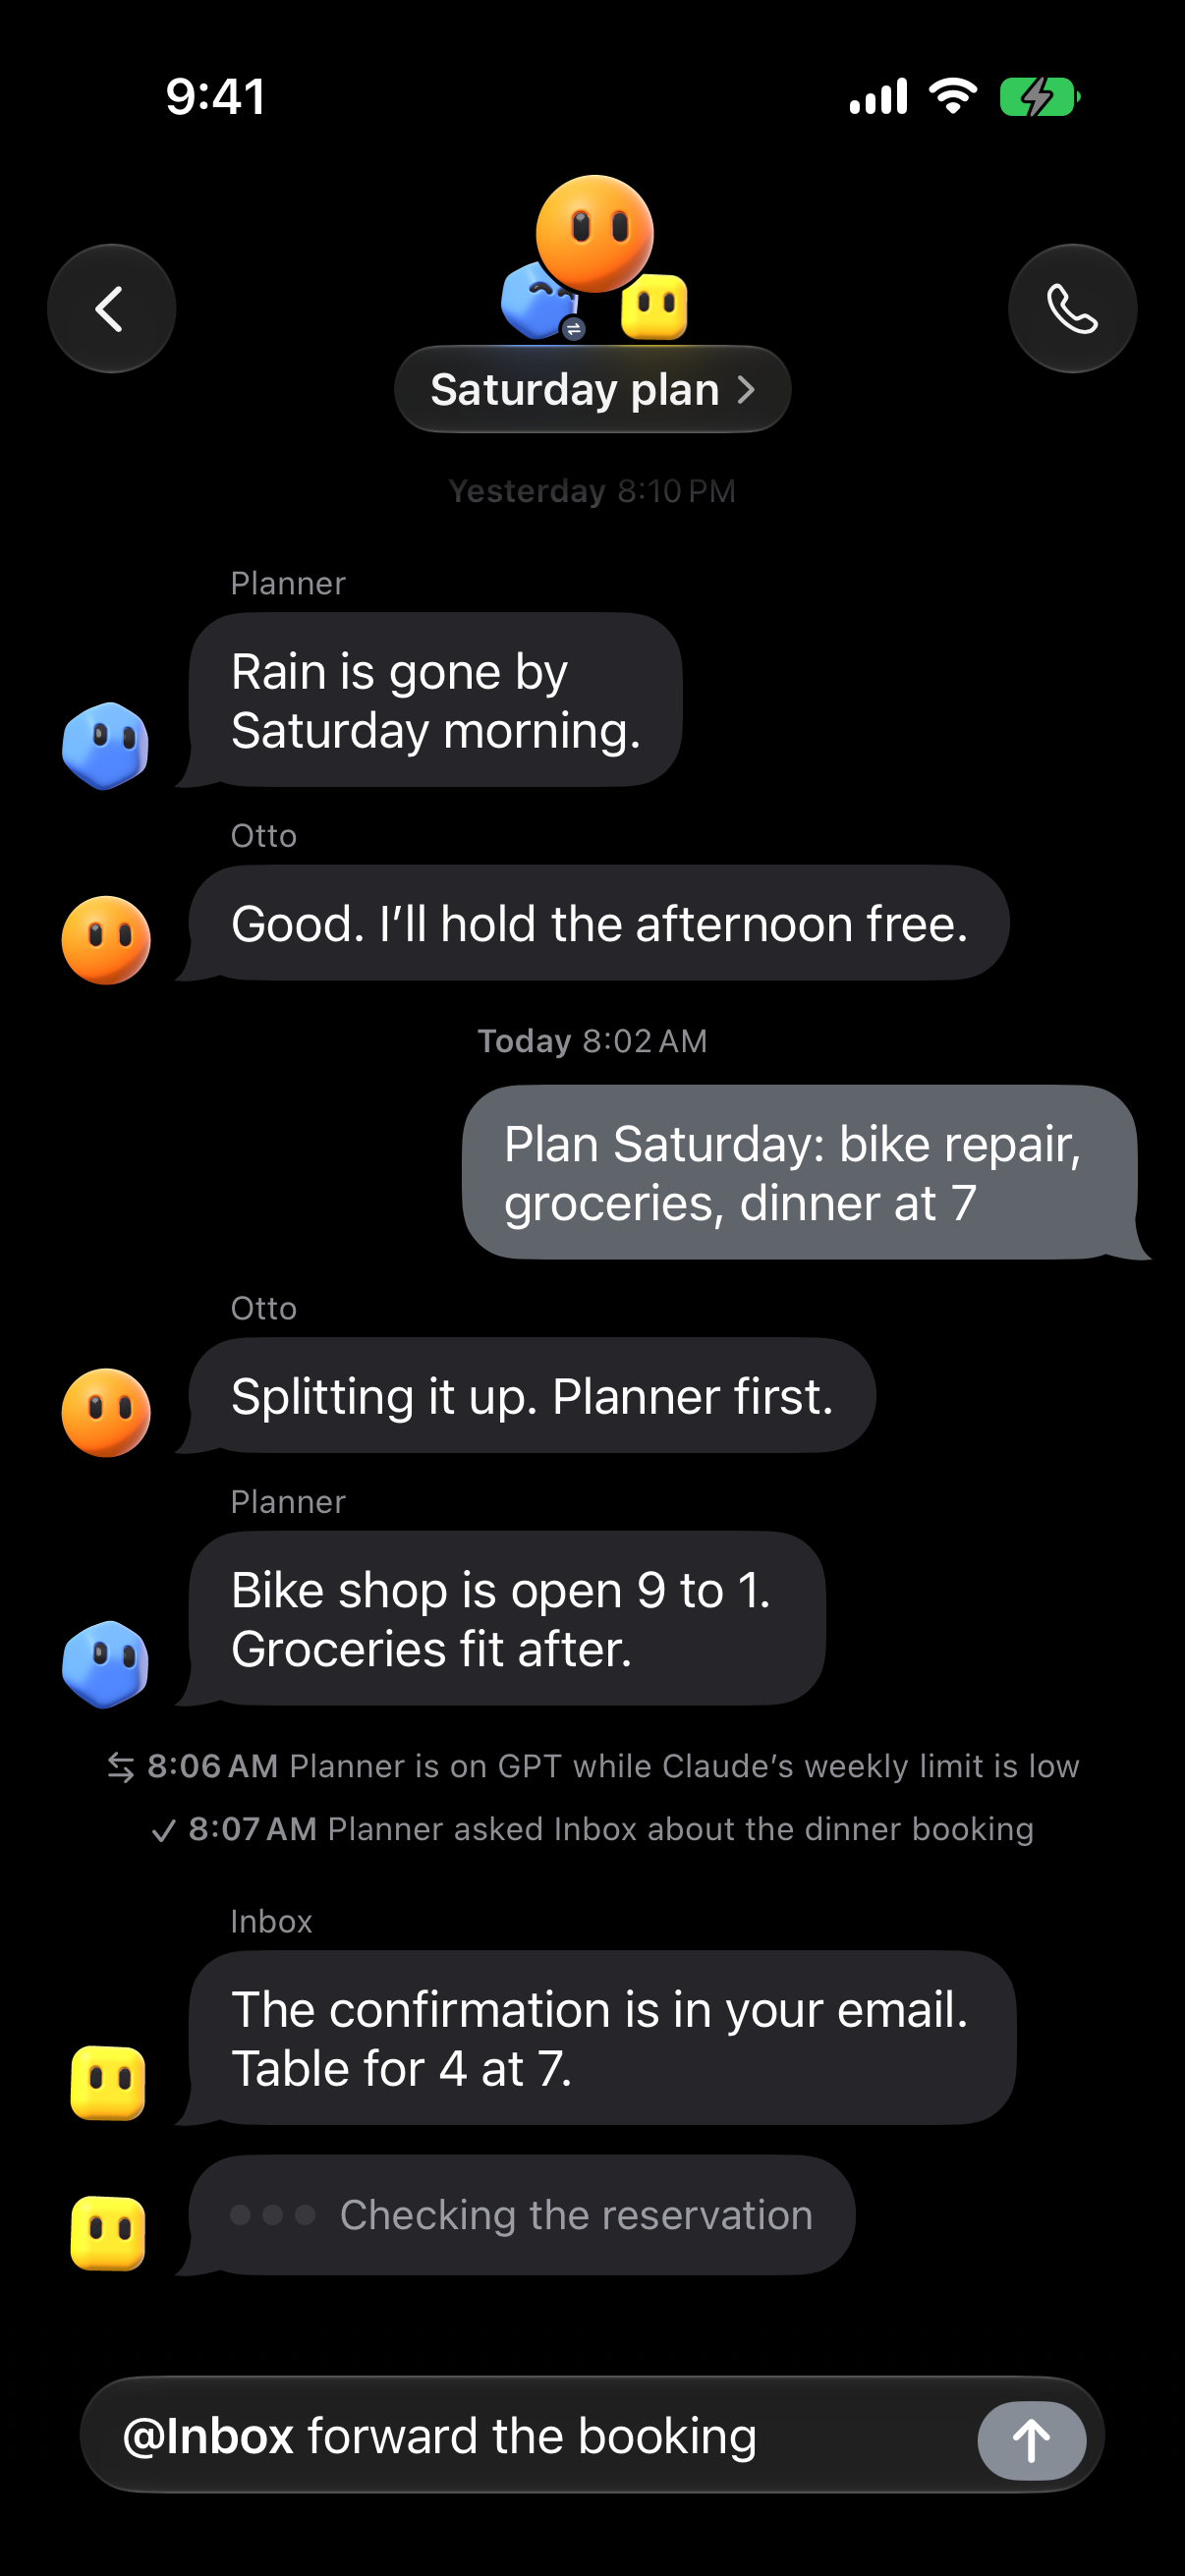 9:41
Saturday plan
Yesterday 8:10 PM
Planner
Rain is gone by
Saturday morning.
Otto
Good. I’ll hold the afternoon free.
Today 8:02 AM
Plan Saturday: bike repair,
groceries, dinner at 7
Otto
Splitting it up. Planner first.
Planner
Bike shop is open 9 to 1.
Groceries fit after.
8:06 AM Planner is on GPT while Claude’s weekly limit is low
8:07 AM Planner asked Inbox about the dinner booking
Inbox
The confirmation is in your email.
Table for 4 at 7.
Checking the reservation
@Inbox forward the booking